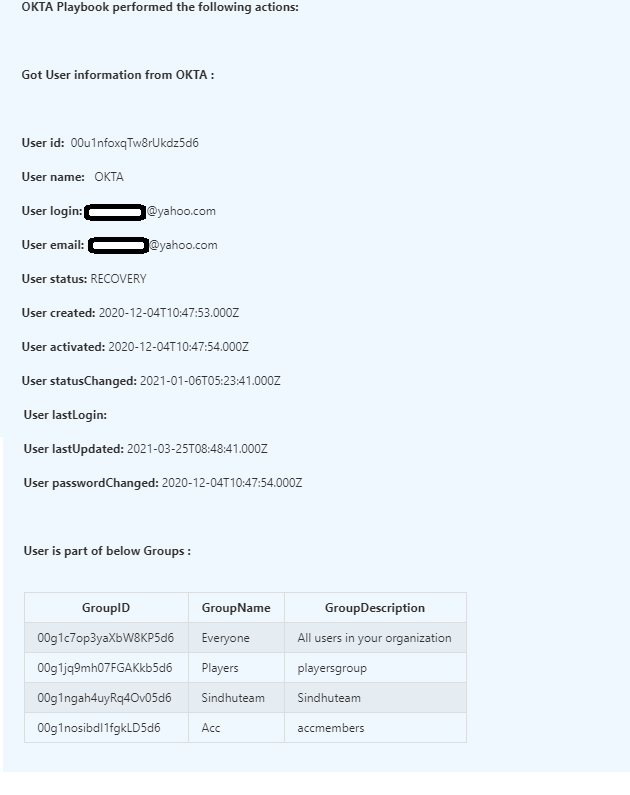 OKTA Playbook performed the following actions:
Got User information from OKTA :
User id: 00u1nfoxqTw8rUkdz5d6
User name: OKTA
User login: @yahoo.com
User email: @yahoo.com
User status: RECOVERY
User created: 2020-12-04T10:47:53.000Z
User activated: 2020-12-04T10:47:54.000Z
User statusChanged: 2021-01-06T05:23:41.000Z
User lastLogin:
User lastUpdated: 2021-03-25T08:48:41.000Z
User passwordChanged: 2020-12-04T10:47:54.000Z
User is part of below Groups :
GroupID GroupName GroupDescription
00g1c7op3yaXbW8KP5d6 Everyone All users in your organization
00g1jq9mh07FGAKkb5d6 Players playersgroup
00g1ngah4uyRq4Ov05d6 Sindhuteam Sindhuteam
00g1nosibdl1fgkLD5d6 Acc accmembers